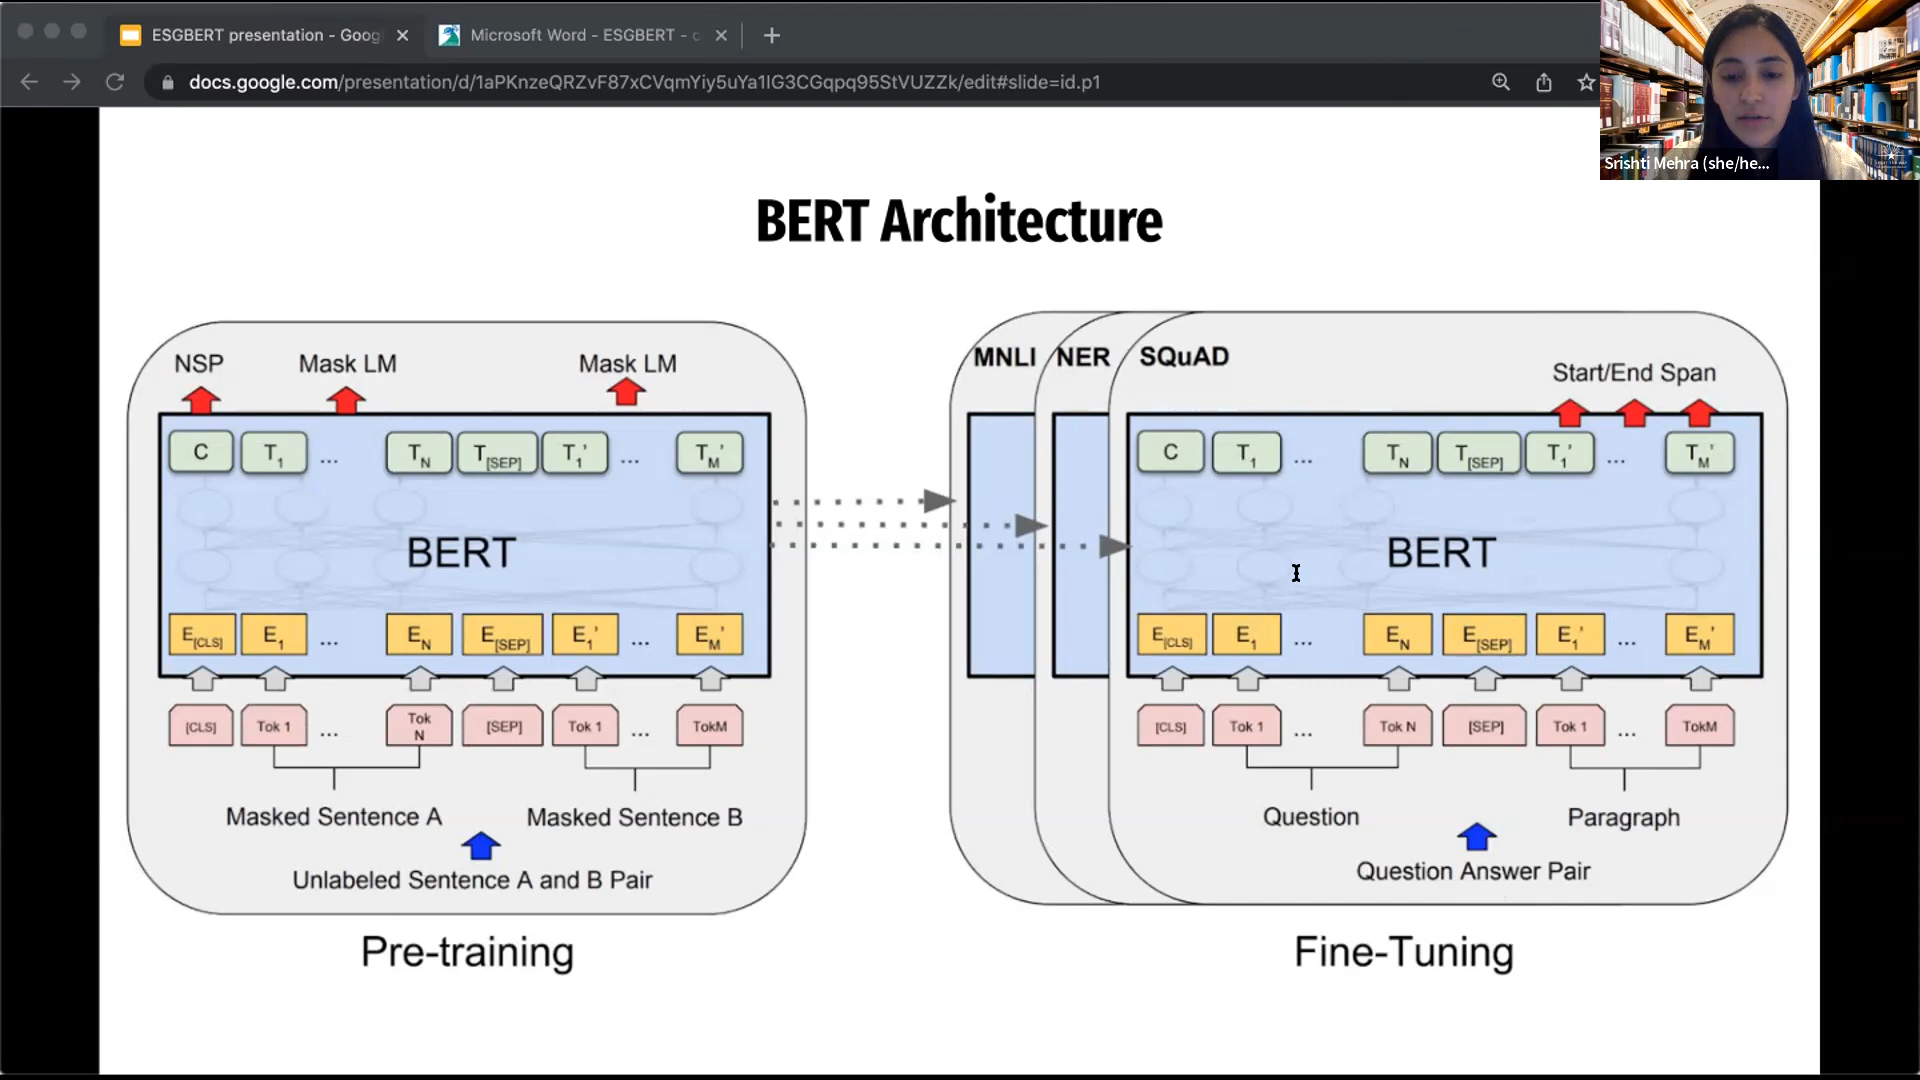 ESGBERT presentation - Goog
Microsoft Word - ESGBERT - c
docs.google.com/presentation/d/1aPKnzeQRZvF87xCVqmYiy5uYa1lG3CGqpq95StVUZZk/edit#slide=id.p1
Srishti Mehra (she/he...
BERT Architecture
NSP Mask LM Mask LM
C T1 ... TN T[SEP] T1' ... TM'
BERT
E[CLS] E1 ... EN E[SEP] E1' ... EM'
[CLS] Tok 1 ... Tok N [SEP] Tok 1 ... TokM
Masked Sentence A Masked Sentence B
Unlabeled Sentence A and B Pair
Pre-training
MNLI NER SQuAD
Start/End Span
C T1 ... TN T[SEP] T1' ... TM'
BERT
E[CLS] E1 ... EN E[SEP] E1' ... EM'
[CLS] Tok 1 ... Tok N [SEP] Tok 1 ... TokM
Question Paragraph
Question Answer Pair
Fine-Tuning